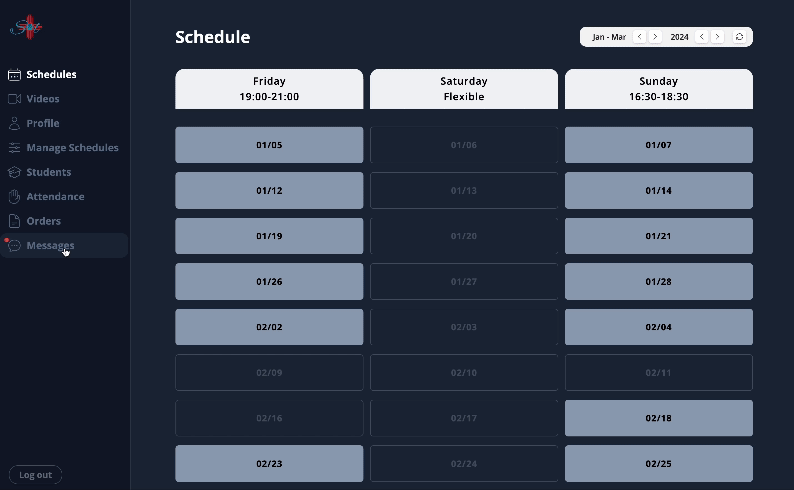 Schedule
Jan - Mar 2024
Schedules
Videos
Profile
Manage Schedules
Students
Attendance
Orders
Messages
Log out
Friday Saturday Sunday
19:00-21:00 Flexible 16:30-18:30
01/05 01/06 01/07
01/12 01/13 01/14
01/19 01/20 01/21
01/26 01/27 01/28
02/02 02/03 02/04
02/09 02/10 02/11
02/16 02/17 02/18
02/23 02/24 02/25